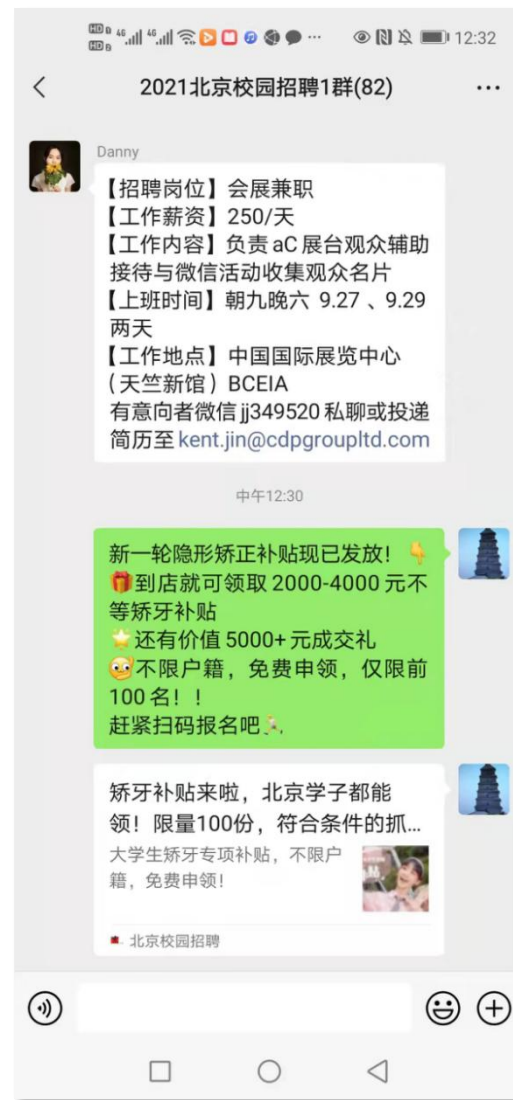 HD 46 46 12:32
2021北京校园招聘1群(82)
Danny
【招聘岗位】会展兼职
【工作薪资】250/天
【工作内容】负责 aC 展台观众辅助
接待与微信活动收集观众名片
【上班时间】朝九晚六 9.27 、9.29
两天
【工作地点】中国国际展览中心
(天竺新馆) BCEIA
有意向者微信 jj349520 私聊或投递
简历至 kent.jin@cdpgroupltd.com
中午12:30
新一轮隐形矫正补贴现已发放!👇
🎁到店就可领取 2000-4000 元不
等矫牙补贴
🌟还有价值 5000+ 元成交礼
不限户籍,免费申领,仅限前
100 名!!
赶紧扫码报名吧
矫牙补贴来啦,北京学子都能
领!限量100份,符合条件的抓...
大学生矫牙专项补贴,不限户
籍,免费申领!
北京校园招聘